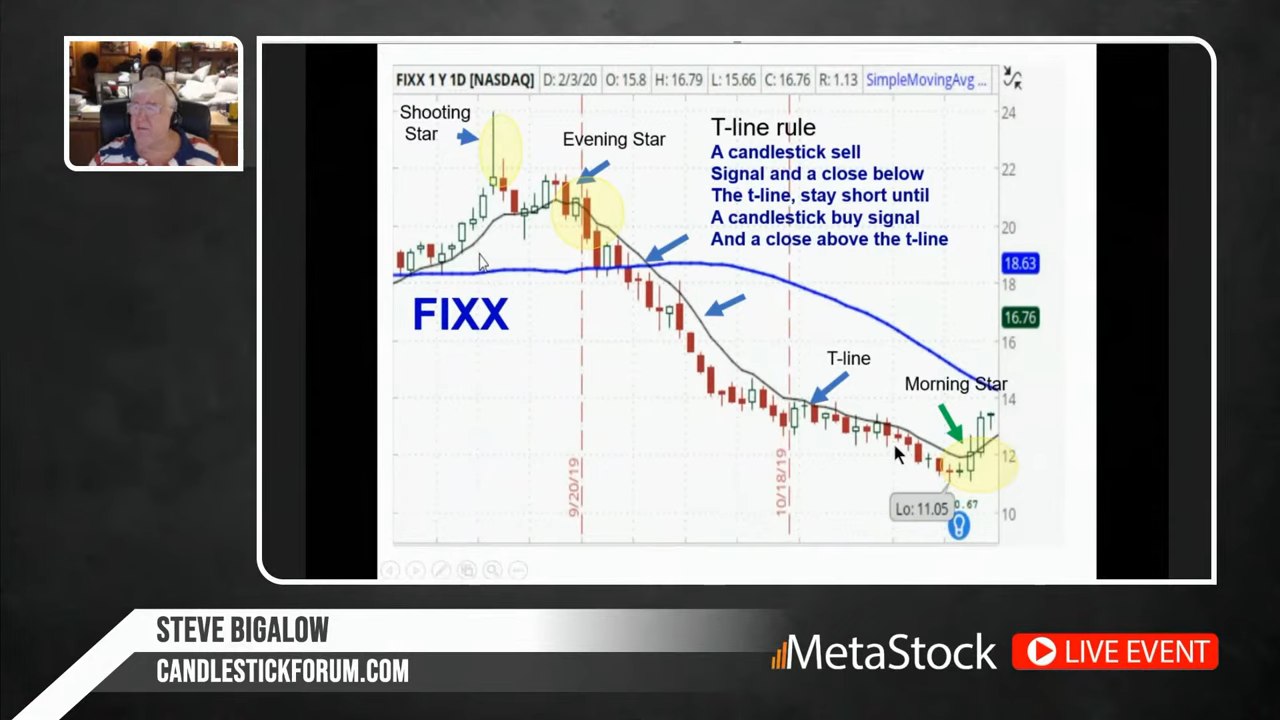 FIXX 1 Y 1D [NASDAQ] D: 2/3/20 O: 15.8 H: 16.79 L: 15.66 C: 16.76 R: 1.13 SimpleMovingAvg ...
Shooting
Star
Evening Star
T-line rule
A candlestick sell
Signal and a close below
The t-line, stay short until
A candlestick buy signal
And a close above the t-line
24
22
20
18.63
18
16.76
16
14
12
10
FIXX
T-line
Morning Star
9/20/19
10/18/19
Lo: 11.05
0.67
STEVE BIGALOW
CANDLESTICKFORUM.COM
MetaStock
LIVE EVENT